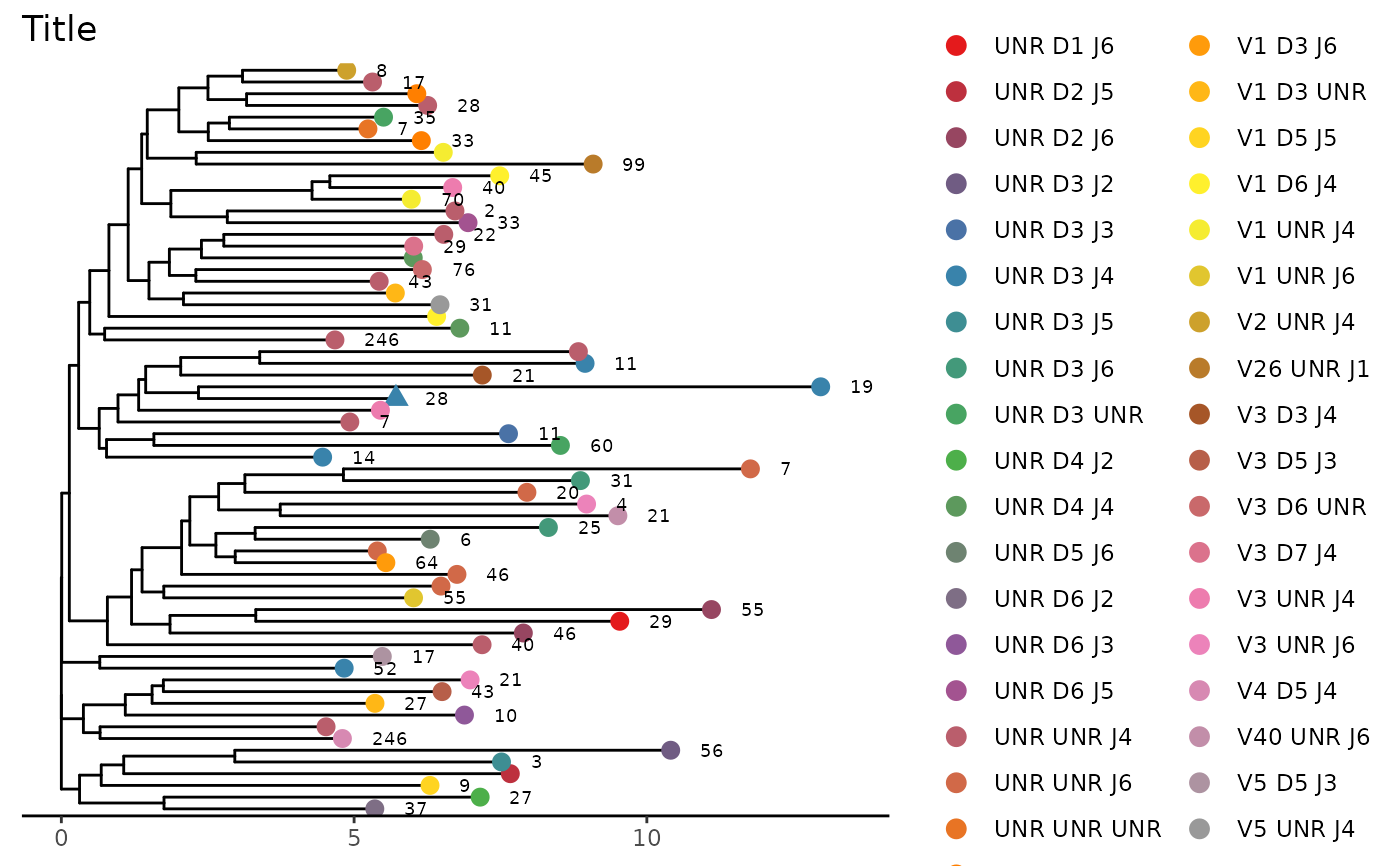 Title
8
17
28
35
7
33
99
45
40
70
2
33
22
29
76
43
31
11
246
11
21
19
28
7
11
60
14
7
31
20
4
21
25
6
64
46
55
55
29
46
40
17
52
21
43
27
10
246
56
3
9
27
37
0 5 10
UNR D1 J6
UNR D2 J5
UNR D2 J6
UNR D3 J2
UNR D3 J3
UNR D3 J4
UNR D3 J5
UNR D3 J6
UNR D3 UNR
UNR D4 J2
UNR D4 J4
UNR D5 J6
UNR D6 J2
UNR D6 J3
UNR D6 J5
UNR UNR J4
UNR UNR J6
UNR UNR UNR
V1 D3 J6
V1 D3 UNR
V1 D5 J5
V1 D6 J4
V1 UNR J4
V1 UNR J6
V2 UNR J4
V26 UNR J1
V3 D3 J4
V3 D5 J3
V3 D6 UNR
V3 D7 J4
V3 UNR J4
V3 UNR J6
V4 D5 J4
V40 UNR J6
V5 D5 J3
V5 UNR J4